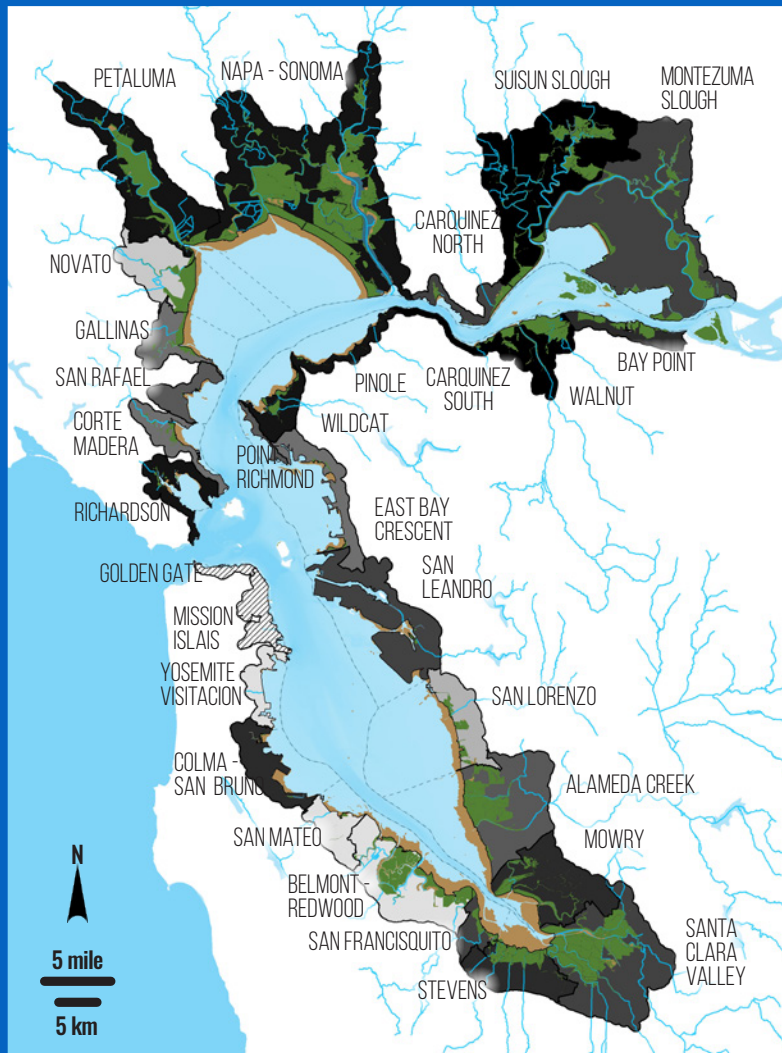 PETALUMA
NAPA - SONOMA
SUISUN SLOUGH
MONTEZUMA
SLOUGH
CARQUINEZ
NORTH
NOVATO
GALLINAS
SAN RAFAEL
CORTE
MADERA
RICHARDSON
PINOLE
CARQUINEZ
SOUTH
BAY POINT
WALNUT
WILDCAT
POINT
RICHMOND
EAST BAY
CRESCENT
SAN
LEANDRO
GOLDEN GATE
MISSION
ISLAIS
YOSEMITE
VISITACION
SAN LORENZO
COLMA -
SAN BRUNO
ALAMEDA CREEK
SAN MATEO
MOWRY
BELMONT -
REDWOOD
SAN FRANCISQUITO
STEVENS
SANTA
CLARA
VALLEY
N
5 mile
5 km